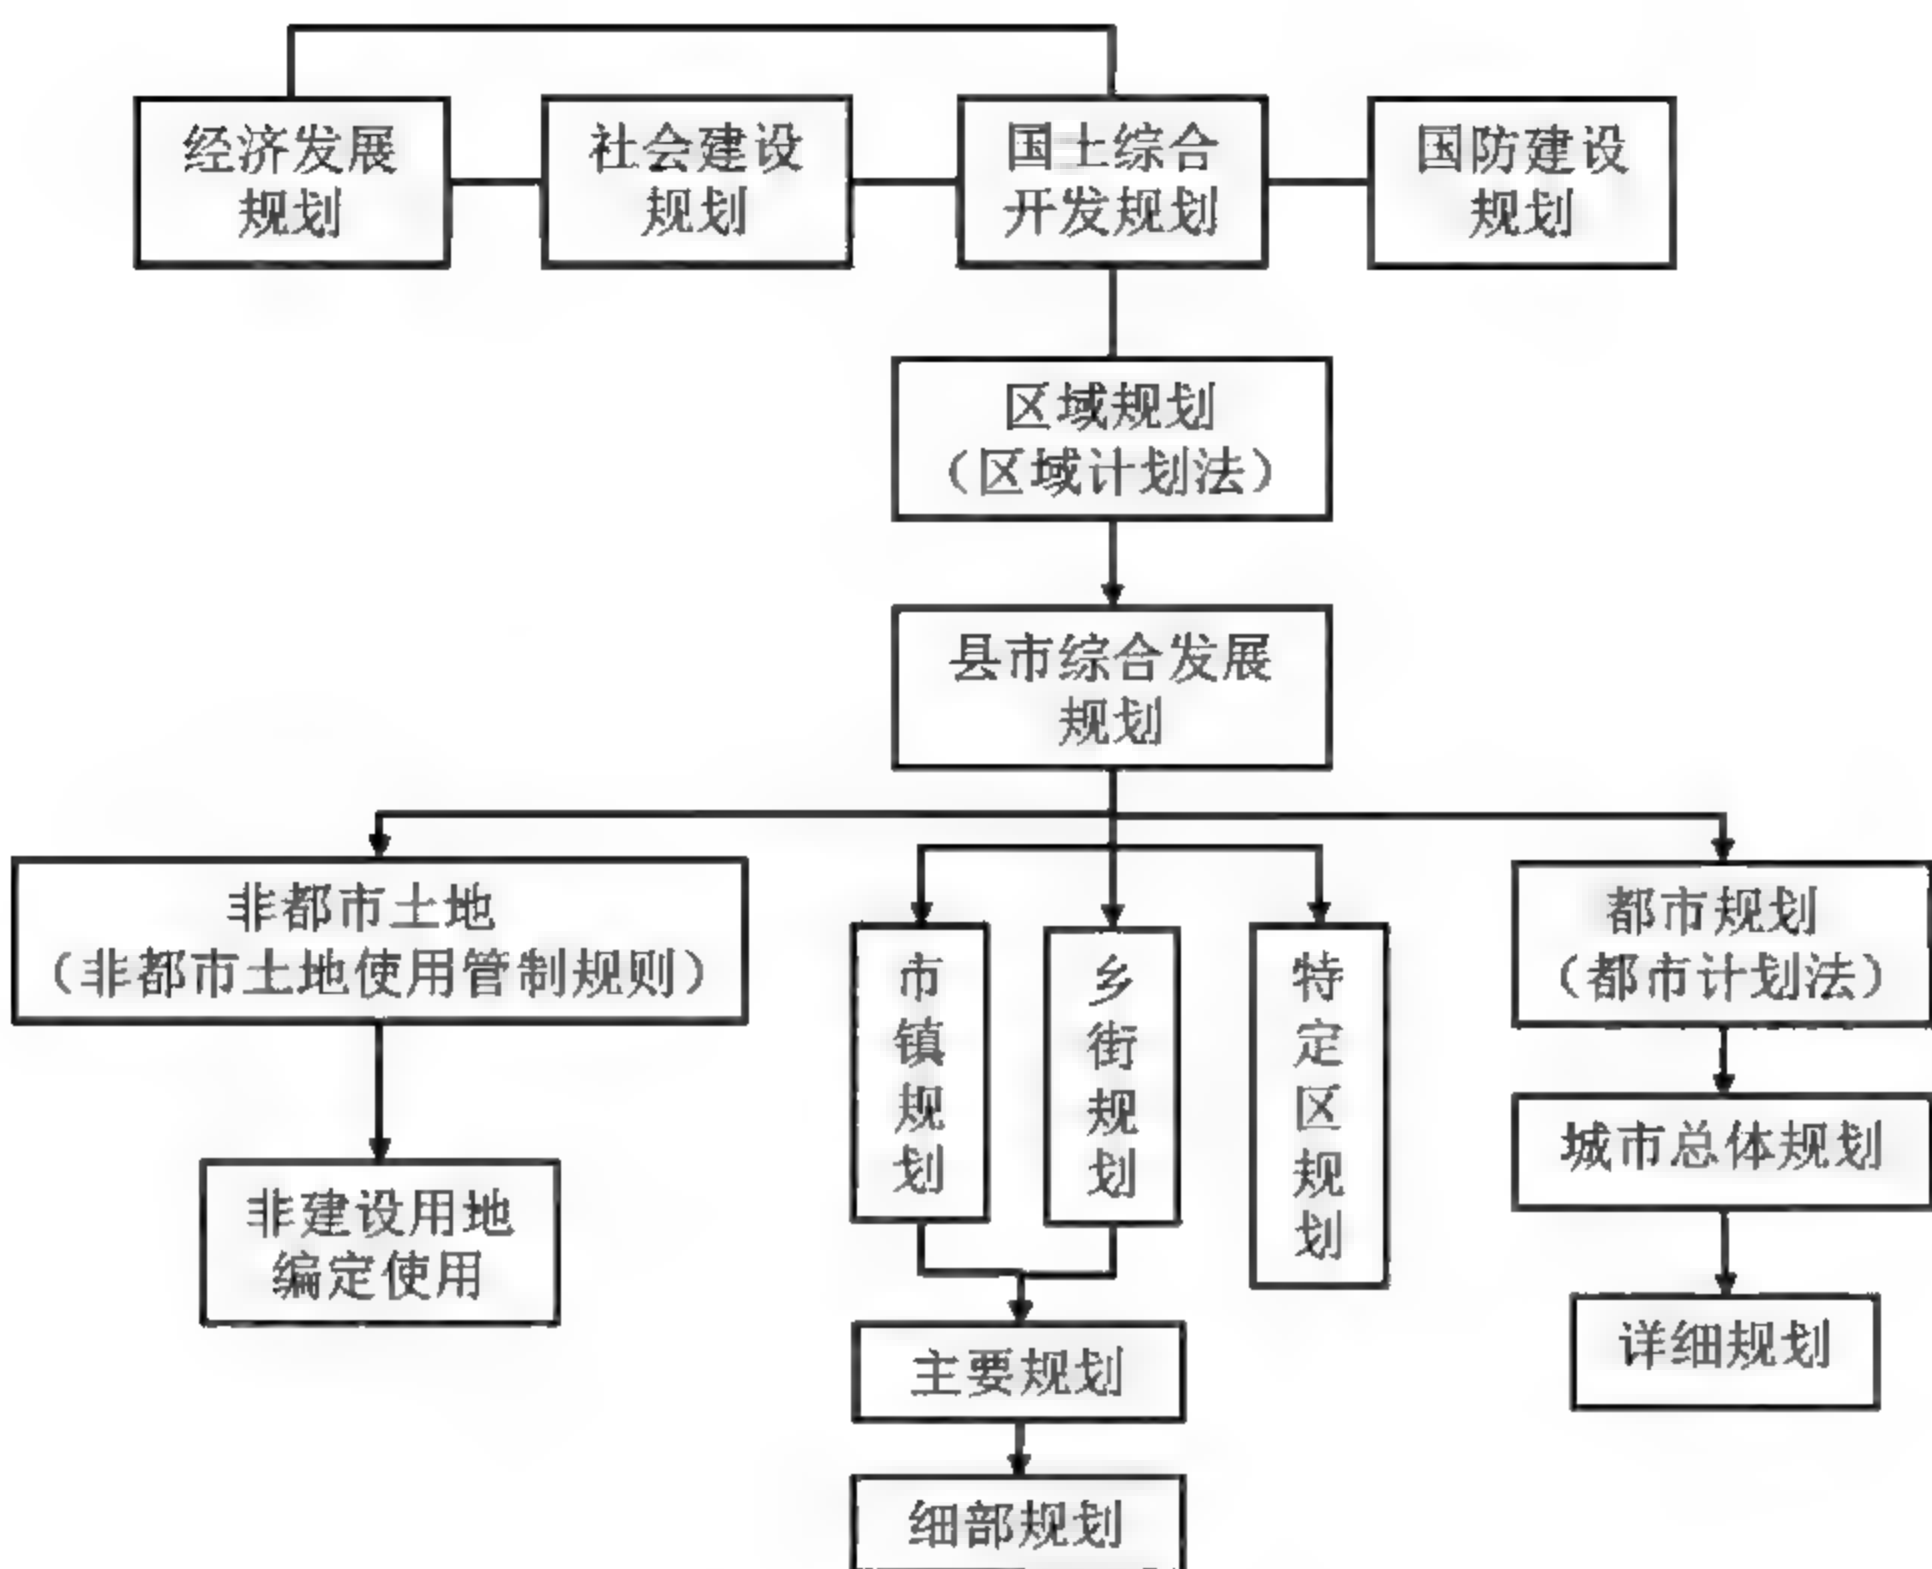 经济发展
规划
社会建设
规划
国土综合
开发规划
国防建设
规划
区域规划
（区域计划法）
县市综合发展
规划
非都市土地
（非都市土地使用管制规则）
市镇规划
乡街规划
特定区规划
都市规划
（都市计划法）
城市总体规划
非建设用地
编定使用
详细规划
主要规划
细部规划